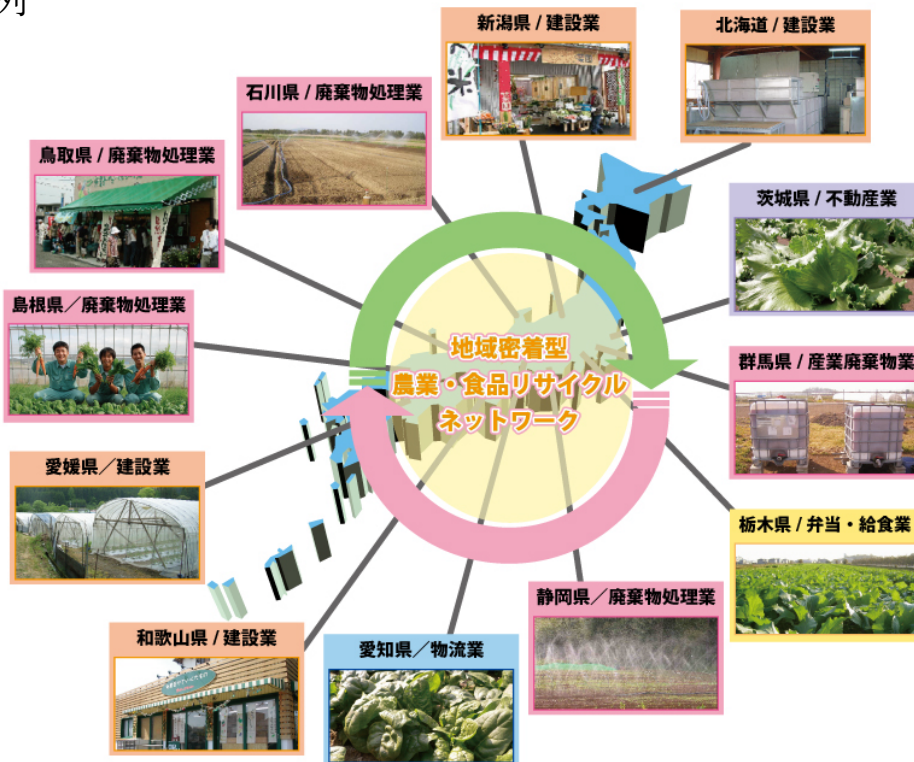 列
新潟県 / 建設業
北海道 / 建設業
石川県 / 廃棄物処理業
鳥取県 / 廃棄物処理業
茨城県 / 不動産業
島根県／廃棄物処理業
地域密着型
農業・食品リサイクル
ネットワーク
群馬県 / 産業廃棄物業
愛媛県／建設業
栃木県 / 弁当・給食業
静岡県／廃棄物処理業
和歌山県 / 建設業
愛知県／物流業